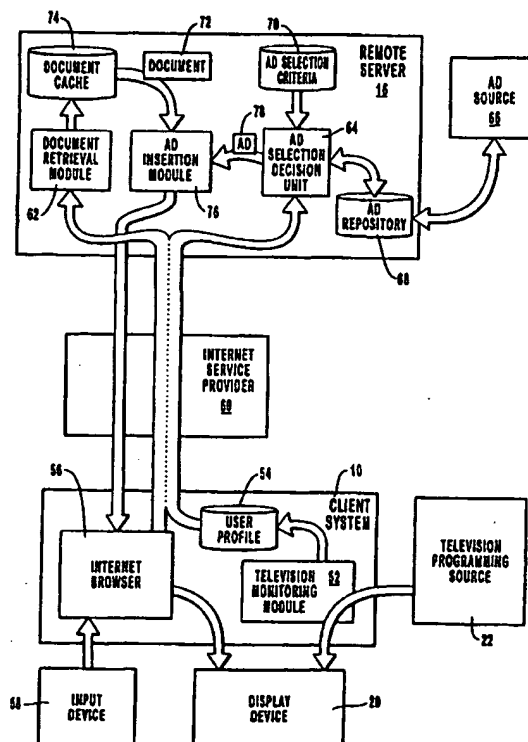 74
72
70
DOCUMENT
CACHE
DOCUMENT
AD SELECTION
CRITERIA
REMOTE
SERVER
16
AD
SOURCE
66
78
64
AD
DOCUMENT
RETRIEVAL
MODULE
AD
INSERTION
MODULE
AD
SELECTION
DECISION
UNIT
62
76
AD
REPOSITORY
68
INTERNET
SERVICE
PROVIDER
60
56
54
10
CLIENT
SYSTEM
USER
PROFILE
INTERNET
BROWSER
TELEVISION
MONITORING
MODULE
52
TELEVISION
PROGRAMMING
SOURCE
22
58
INPUT
DEVICE
DISPLAY
DEVICE
20